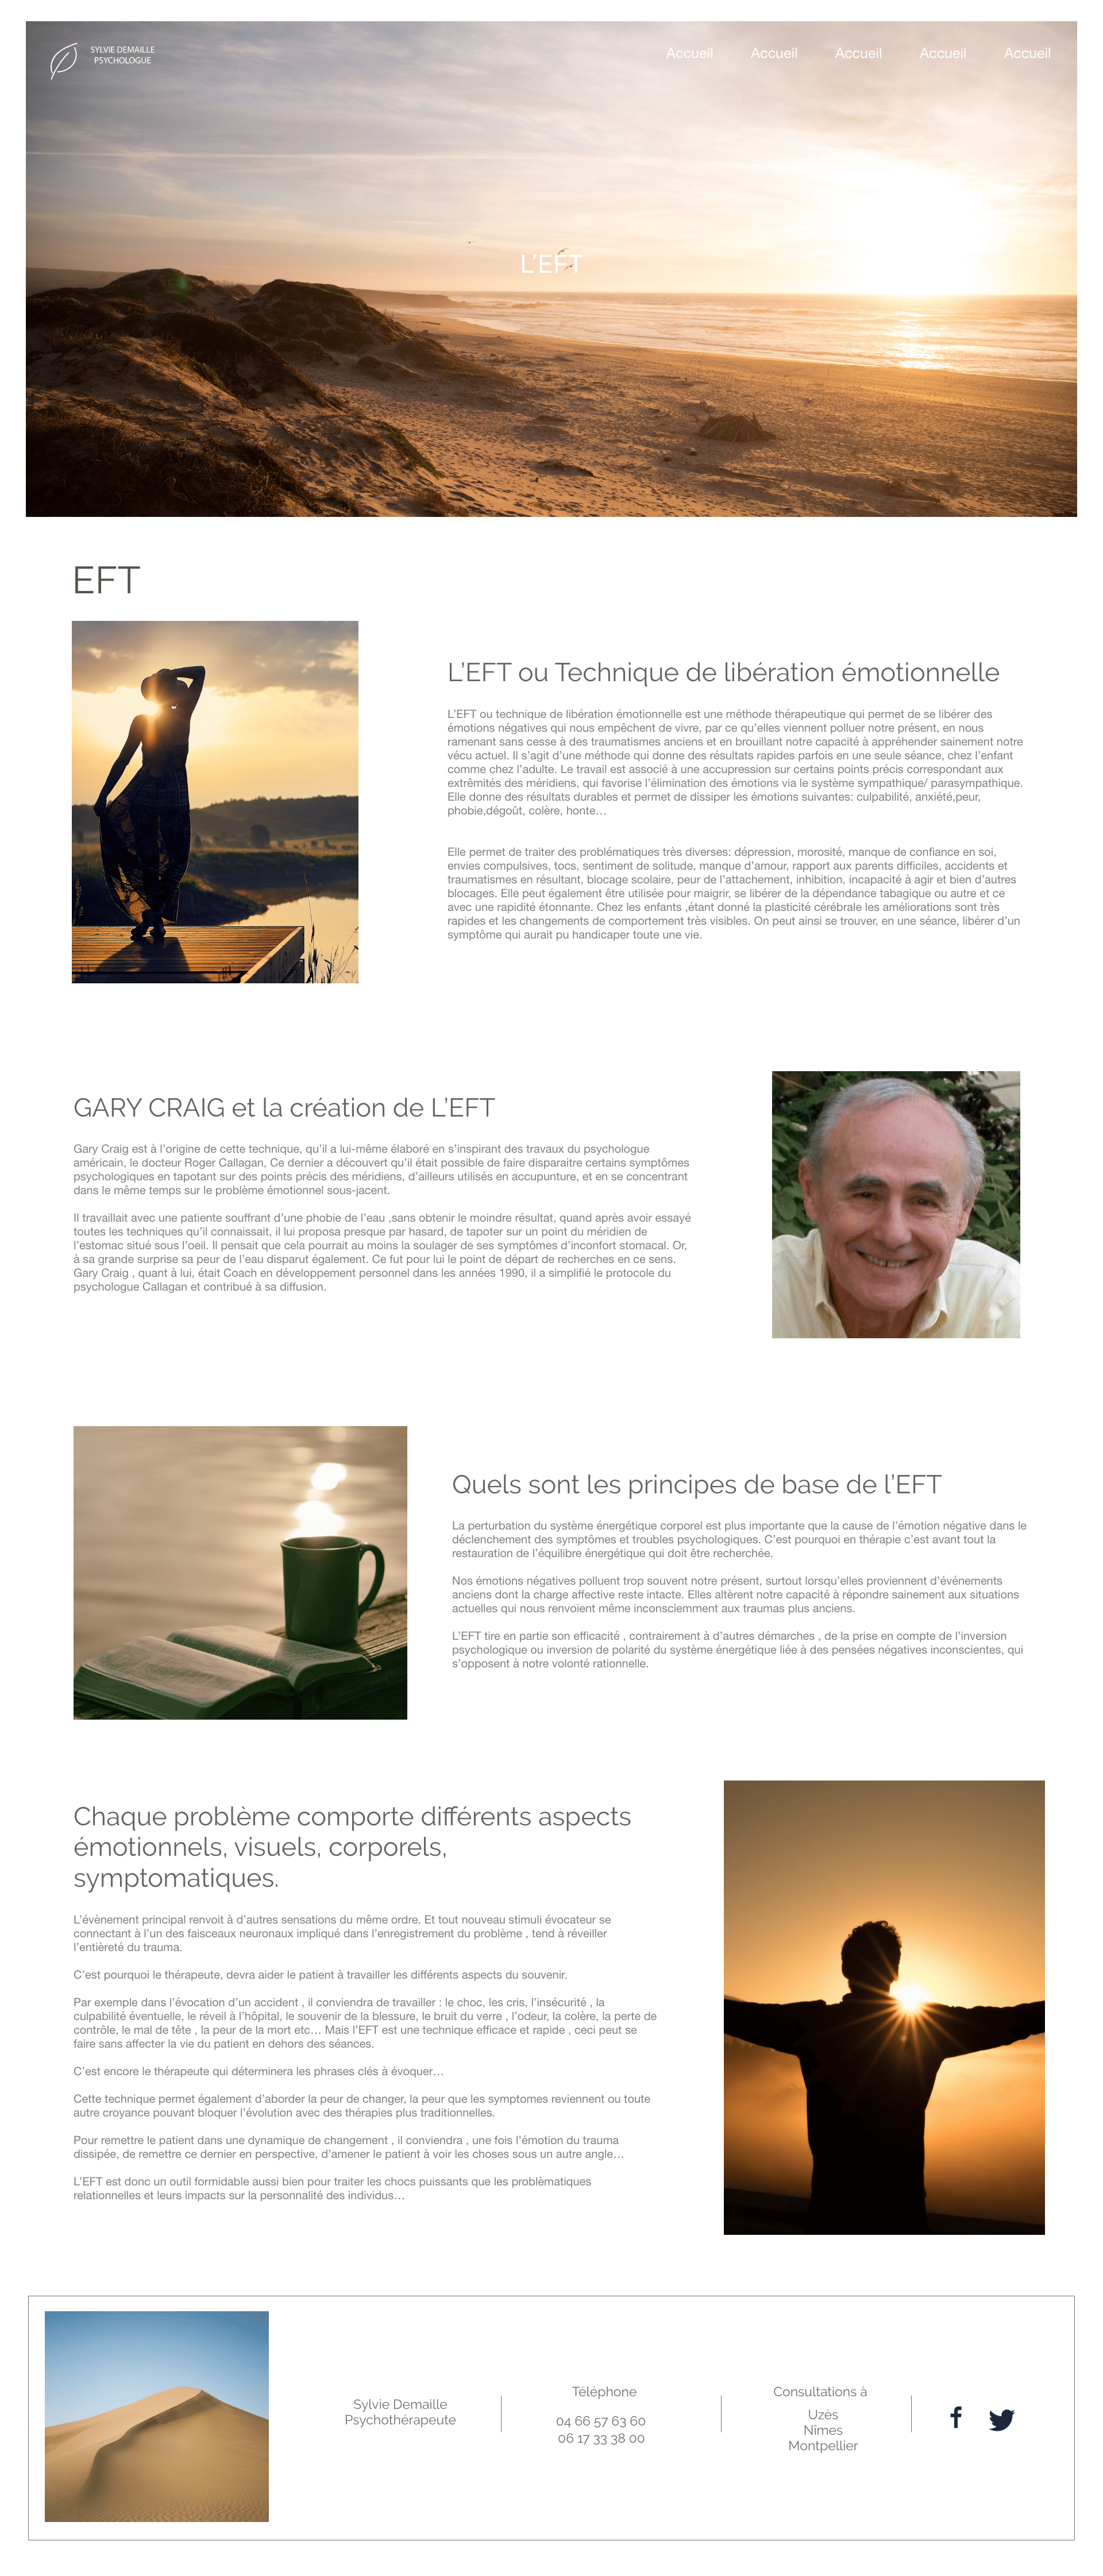 SYLVIE DEMAILLE
PSYCHOLOGUE
Accueil Accueil Accueil Accueil Accueil
L’EFT
EFT
L’EFT ou Technique de libération émotionnelle
L’EFT ou technique de libération émotionnelle est une méthode thérapeutique qui permet de se libérer des
émotions négatives qui nous empêchent de vivre, par ce qu’elles viennent polluer notre présent, en nous
ramenant sans cesse à des traumatismes anciens et en brouillant notre capacité à appréhender sainement notre
vécu actuel. Il s’agit d’une méthode qui donne des résultats rapides parfois en une seule séance, chez l’enfant
comme chez l’adulte. Le travail est associé à une accupression sur certains points précis correspondant aux
extrémités des méridiens, qui favorise l’élimination des émotions via le système sympathique/ parasympathique.
Elle donne des résultats durables et permet de dissiper les émotions suivantes: culpabilité, anxiété,peur,
phobie,dégoût, colère, honte…
Elle permet de traiter des problématiques très diverses: dépression, morosité, manque de confiance en soi,
envies compulsives, tocs, sentiment de solitude, manque d’amour, rapport aux parents difficiles, accidents et
traumatismes en résultant, blocage scolaire, peur de l’attachement, inhibition, incapacité à agir et bien d’autres
blocages. Elle peut également être utilisée pour maigrir, se libérer de la dépendance tabagique ou autre et ce
avec une rapidité étonnante. Chez les enfants ,étant donné la plasticité cérébrale les améliorations sont très
rapides et les changements de comportement très visibles. On peut ainsi se trouver, en une séance, libérer d’un
symptôme qui aurait pu handicaper toute une vie.
GARY CRAIG et la création de L’EFT
Gary Craig est à l’origine de cette technique, qu’il a lui-même élaboré en s’inspirant des travaux du psychologue
américain, le docteur Roger Callagan, Ce dernier a découvert qu’il était possible de faire disparaitre certains symptômes
psychologiques en tapotant sur des points précis des méridiens, d’ailleurs utilisés en accupunture, et en se concentrant
dans le même temps sur le problème émotionnel sous-jacent.
Il travaillait avec une patiente souffrant d’une phobie de l’eau ,sans obtenir le moindre résultat, quand après avoir essayé
toutes les techniques qu’il connaissait, il lui proposa presque par hasard, de tapoter sur un point du méridien de
l’estomac situé sous l’oeil. Il pensait que cela pourrait au moins la soulager de ses symptômes d’inconfort stomacal. Or,
à sa grande surprise sa peur de l’eau disparut également. Ce fut pour lui le point de départ de recherches en ce sens.
Gary Craig , quant à lui, était Coach en développement personnel dans les années 1990, il a simplifié le protocole du
psychologue Callagan et contribué à sa diffusion.
Quels sont les principes de base de l’EFT
La perturbation du système énergétique corporel est plus importante que la cause de l’émotion négative dans le
déclenchement des symptômes et troubles psychologiques. C’est pourquoi en thérapie c’est avant tout la
restauration de l’équilibre énergétique qui doit être recherchée.
Nos émotions négatives polluent trop souvent notre présent, surtout lorsqu’elles proviennent d’événements
anciens dont la charge affective reste intacte. Elles altèrent notre capacité à répondre sainement aux situations
actuelles qui nous renvoient même inconsciemment aux traumas plus anciens.
L’EFT tire en partie son efficacité , contrairement à d’autres démarches , de la prise en compte de l’inversion
psychologique ou inversion de polarité du système énergétique liée à des pensées négatives inconscientes, qui
s’opposent à notre volonté rationnelle.
Chaque problème comporte différents aspects
émotionnels, visuels, corporels,
symptomatiques.
L’évènement principal renvoit à d’autres sensations du même ordre. Et tout nouveau stimuli évocateur se
connectant à l’un des faisceaux neuronaux impliqué dans l’enregistrement du problème , tend à réveiller
l’entièreté du trauma.
C’est pourquoi le thérapeute, devra aider le patient à travailler les différents aspects du souvenir.
Par exemple dans l’évocation d’un accident , il conviendra de travailler : le choc, les cris, l’insécurité , la
culpabilité éventuelle, le réveil à l’hôpital, le souvenir de la blessure, le bruit du verre , l’odeur, la colère, la perte de
contrôle, le mal de tête , la peur de la mort etc… Mais l’EFT est une technique efficace et rapide , ceci peut se
faire sans affecter la vie du patient en dehors des séances.
C’est encore le thérapeute qui déterminera les phrases clés à évoquer…
Cette technique permet également d’aborder la peur de changer, la peur que les symptomes reviennent ou toute
autre croyance pouvant bloquer l’évolution avec des thérapies plus traditionnelles.
Pour remettre le patient dans une dynamique de changement , il conviendra , une fois l’émotion du trauma
dissipée, de remettre ce dernier en perspective, d’amener le patient à voir les choses sous un autre angle…
L’EFT est donc un outil formidable aussi bien pour traiter les chocs puissants que les problèmatiques
relationnelles et leurs impacts sur la personnalité des individus…
Sylvie Demaille
Psychothérapeute
Téléphone
04 66 57 63 60
06 17 33 38 00
Consultations à
Uzès
Nîmes
Montpellier